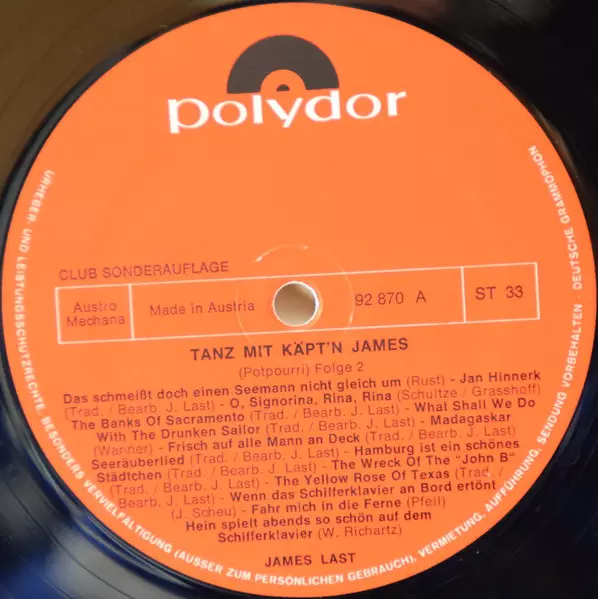 polydor
CLUB SONDERAUFLAGE
Austro
Mechana
Made in Austria
92 870 A
ST 33
TANZ MIT KÄPT'N JAMES
(Potpourri) Folge 2
Das schmeißt doch einen Seemann nicht gleich um (Rust) - Jan Hinnerk
(Trad. / Bearb. J. Last) - O, Signorina, Rina, Rina (Schultze / Grasshoff)
The Banks Of Sacramento (Trad. / Bearb. J. Last) - What Shall We Do
With The Drunken Sailor (Trad. / Bearb. J. Last) - Madagaskar
(Wanner) - Frisch auf alle Mann an Deck (Trad. / Bearb. J. Last) -
Seeräuberlied (Trad. / Bearb. J. Last) - Hamburg ist ein schönes
Städtchen (Trad. / Bearb. J. Last) - The Wreck Of The "John B"
(Trad. / Bearb. J. Last) - The Yellow Rose Of Texas (Trad. /
Bearb. J. Last) - Wenn das Schifferklavier an Bord ertönt
(J. Scheu) - Fahr mich in die Ferne (Pfeil)
Hein spielt abends so schön auf dem
Schifferklavier (W. Richartz)
JAMES LAST
URHEBER- UND LEISTUNGSSCHUTZRECHTE BESONDERS VERVIELFÄLTIGUNG (AUSSER ZUM PERSÖNLICHEN GEBRAUCH), VERMIETUNG, AUFFÜHRUNG, SENDUNG VORBEHALTEN · DEUTSCHE GRAMMOPHON